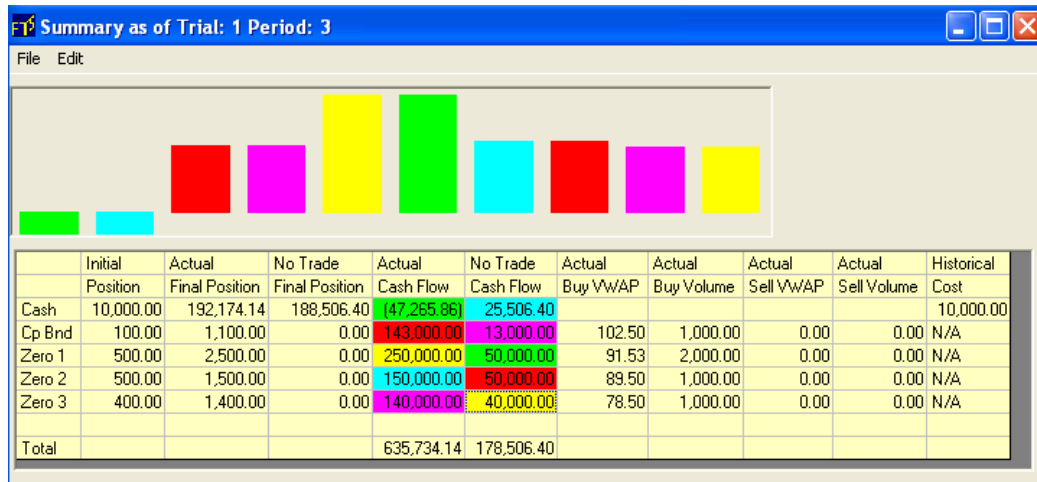 FTS Summary as of Trial: 1 Period: 3
File Edit
Initial Actual No Trade Actual No Trade Actual Actual Actual Actual Historical
Position Final Position Final Position Cash Flow Cash Flow Buy VWAP Buy Volume Sell VWAP Sell Volume Cost
Cash 10,000.00 192,174.14 188,506.40 (47,265.86) 25,506.40 10,000.00
Cp Bnd 100.00 1,100.00 0.00 143,000.00 13,000.00 102.50 1,000.00 0.00 0.00 N/A
Zero 1 500.00 2,500.00 0.00 250,000.00 50,000.00 91.53 2,000.00 0.00 0.00 N/A
Zero 2 500.00 1,500.00 0.00 150,000.00 50,000.00 89.50 1,000.00 0.00 0.00 N/A
Zero 3 400.00 1,400.00 0.00 140,000.00 40,000.00 78.50 1,000.00 0.00 0.00 N/A
Total 635,734.14 178,506.40